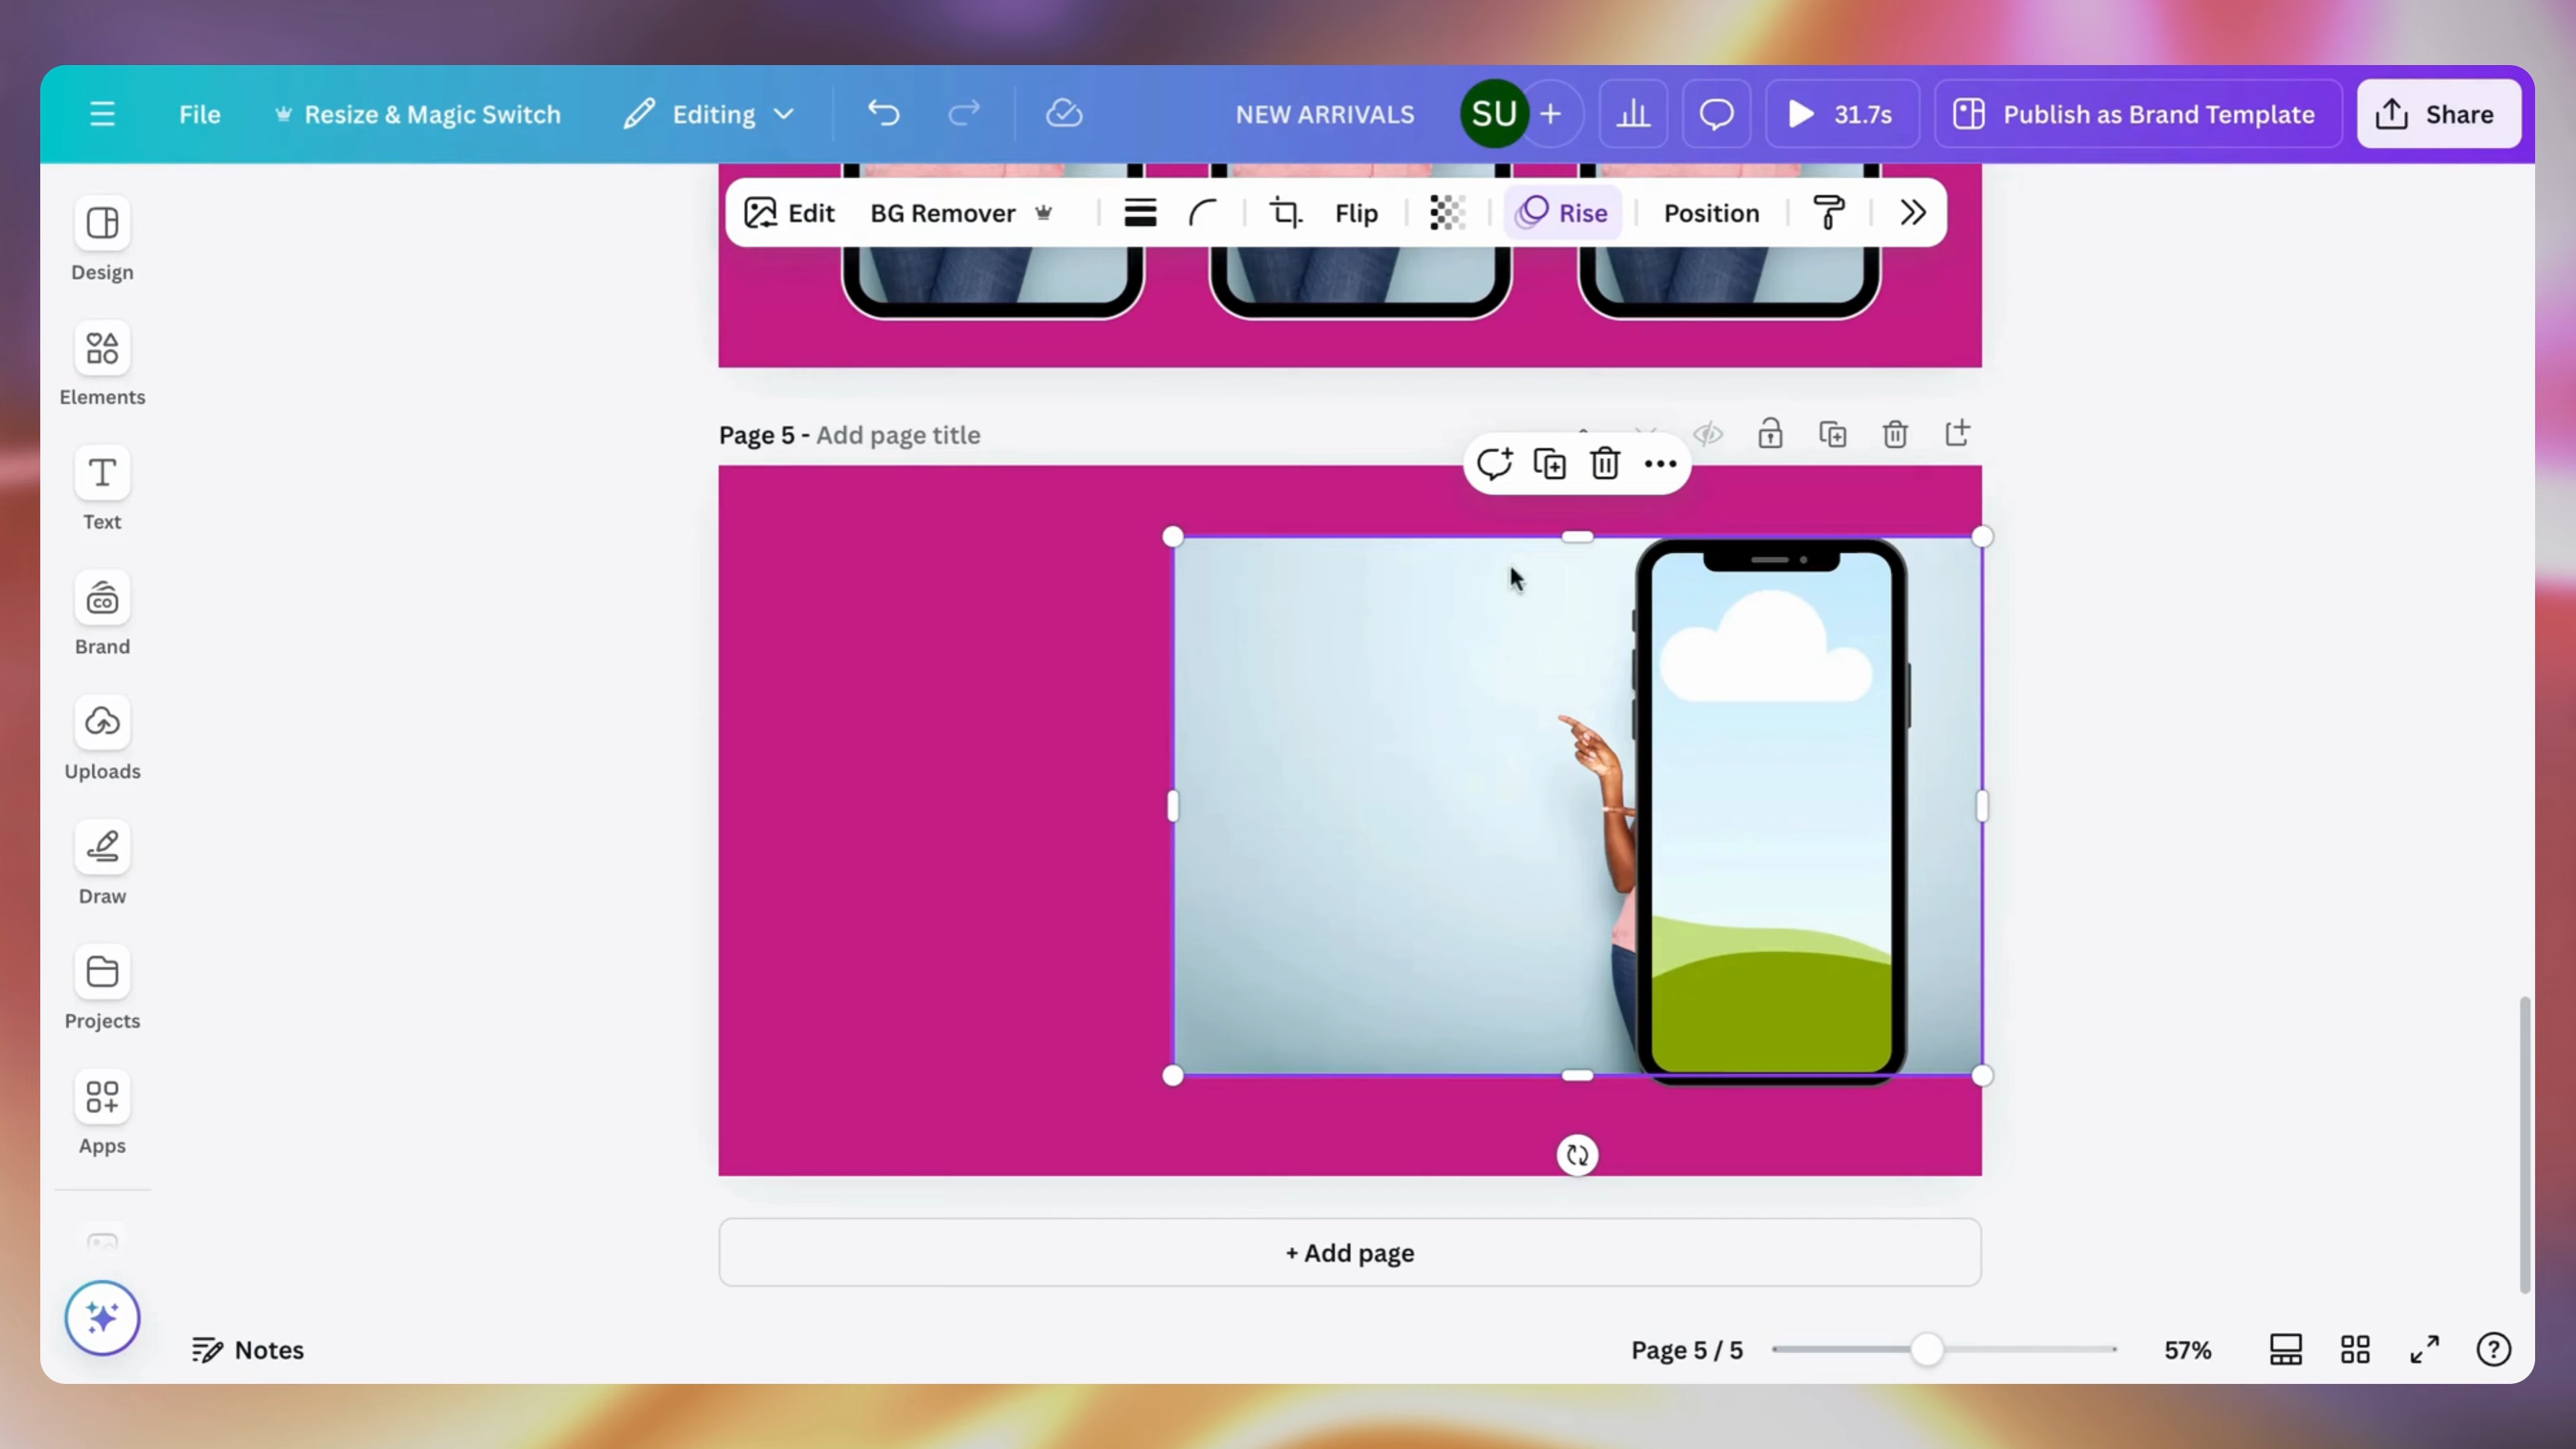 File
Resize & Magic Switch
Editing
NEW ARRIVALS
SU
31.7s
Publish as Brand Template
Share
Edit
BG Remover
Flip
Rise
Position
Design
Elements
Text
CO
Brand
Uploads
Draw
Projects
Apps
Page 5 - Add page title
+ Add page
Notes
Page 5 / 5
57%